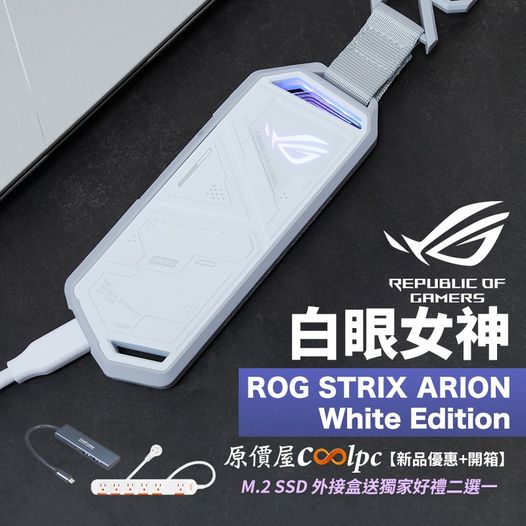 REPUBLIC OF
GAMERS
白眼女神
ROG STRIX ARION
White Edition
原價屋coolpc【新品優惠+開箱】
M.2 SSD 外接盒送獨家好禮二選一